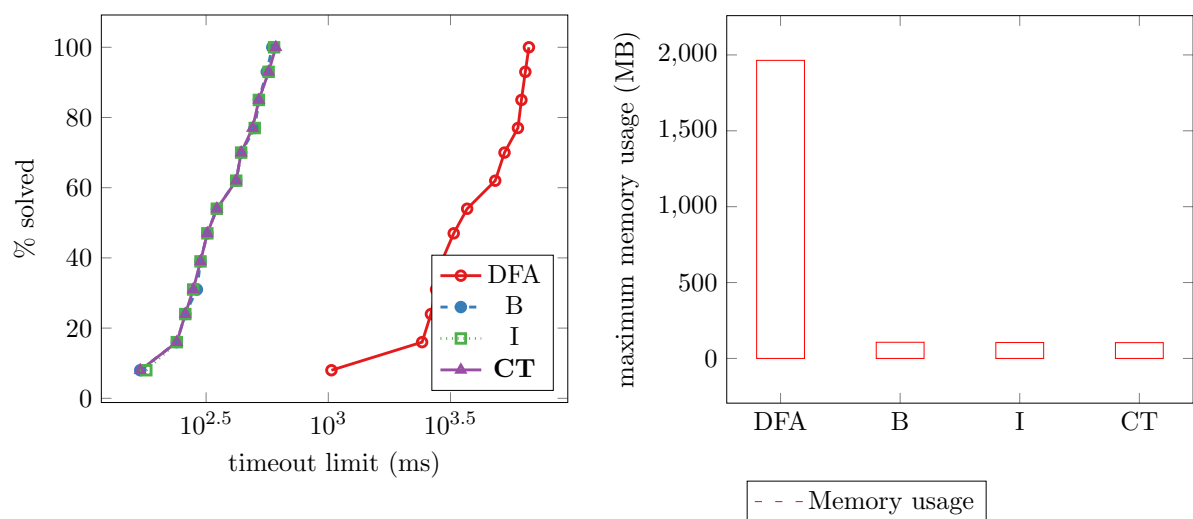 % solved
100
80
60
40
20
0
10^2.5
10^3
10^3.5
timeout limit (ms)
DFA
B
I
CT
maximum memory usage (MB)
2,000
1,500
1,000
500
0
DFA
B
I
CT
Memory usage